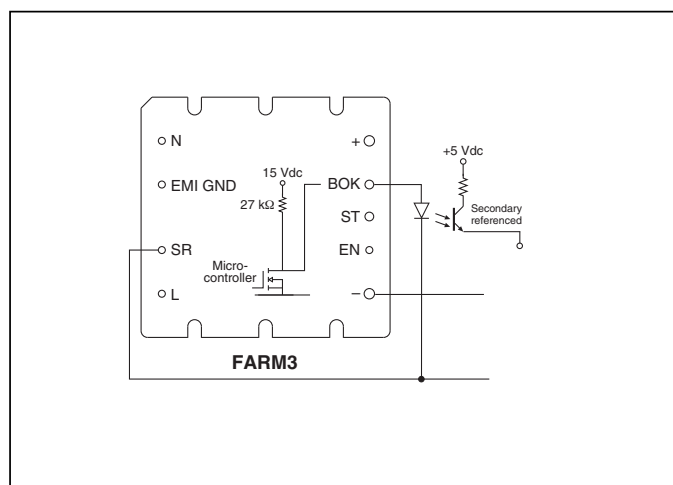 N
EMI GND
SR
L
15 Vdc
27 kΩ
Micro-
controller
+
BOK
ST
EN
–
+5 Vdc
Secondary
referenced
FARM3